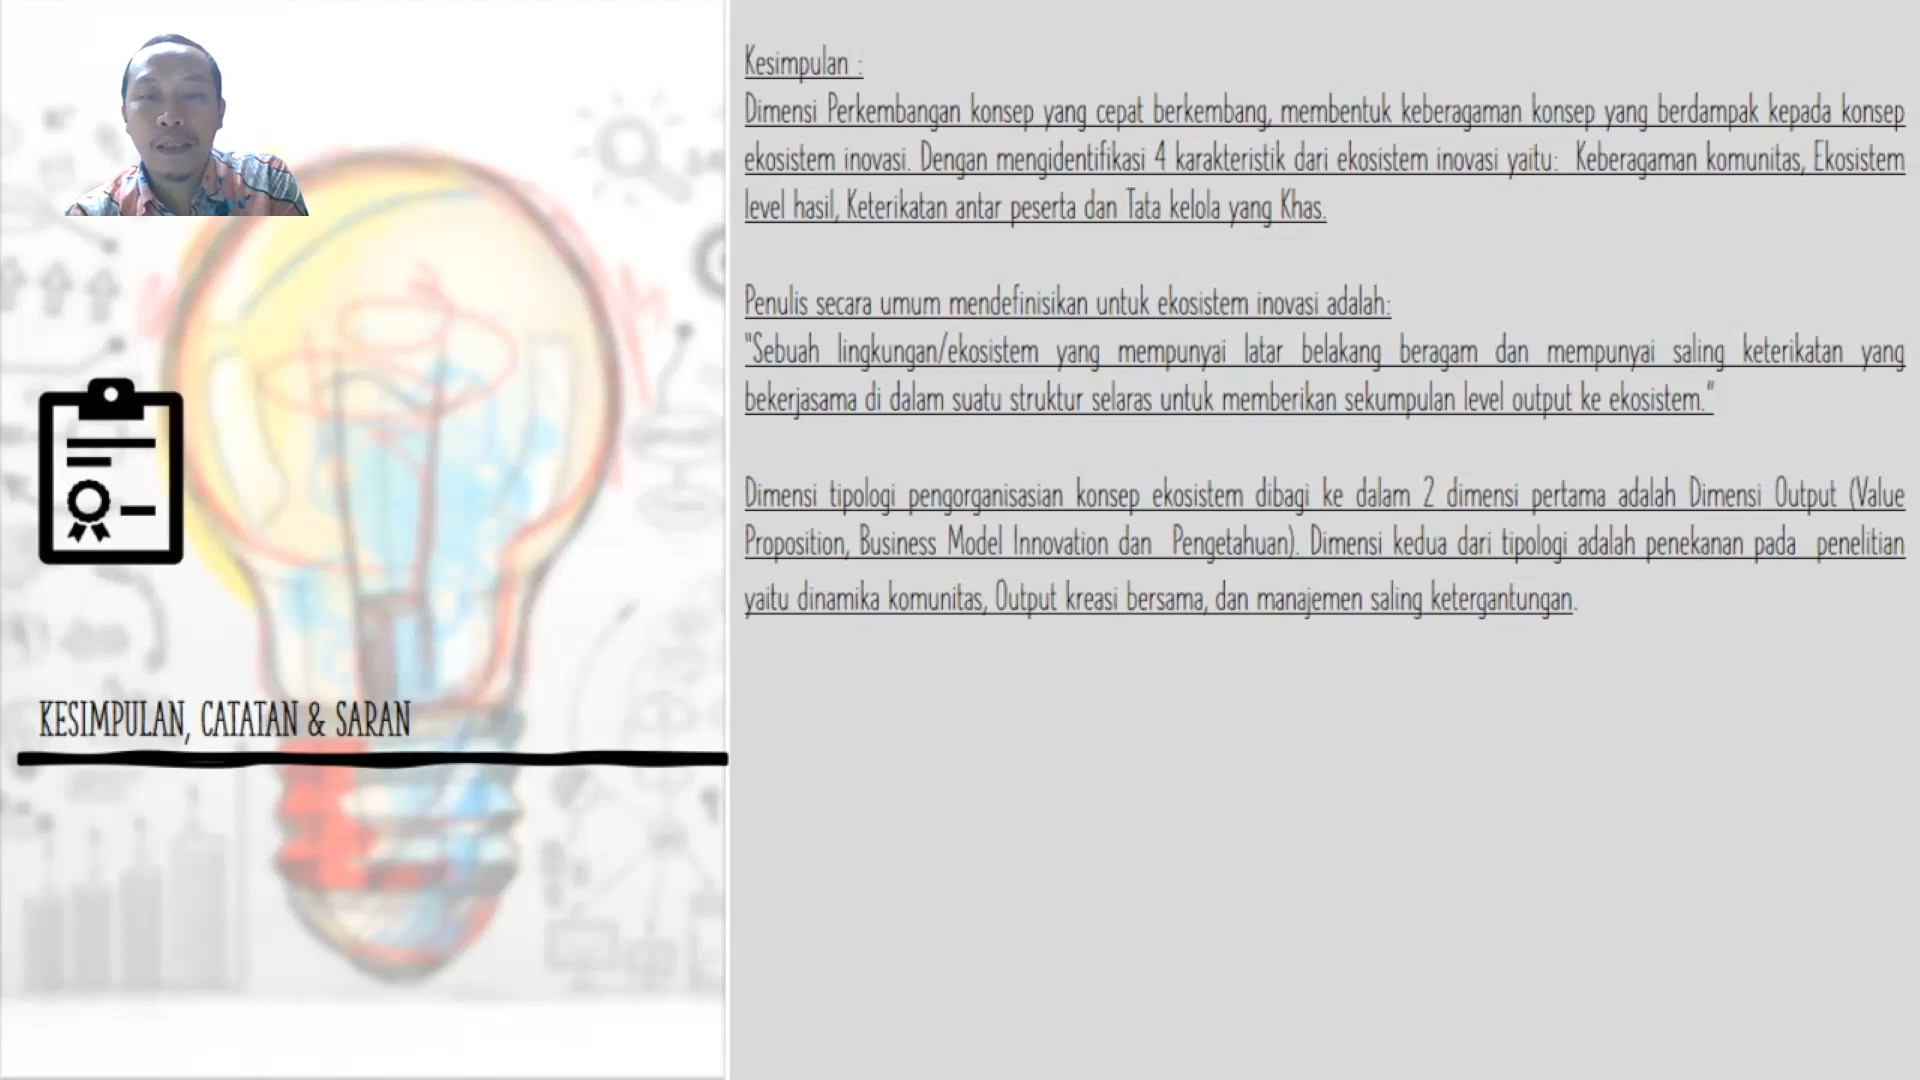 Kesimpulan :
Dimensi Perkembangan konsep yang cepat berkembang, membentuk keberagaman konsep yang berdampak kepada konsep
ekosistem inovasi. Dengan mengidentifikasi 4 karakteristik dari ekosistem inovasi yaitu: Keberagaman komunitas, Ekosistem
level hasil, Keterikatan antar peserta dan Tata kelola yang Khas.
Penulis secara umum mendefinisikan untuk ekosistem inovasi adalah:
"Sebuah lingkungan/ekosistem yang mempunyai latar belakang beragam dan mempunyai saling keterikatan yang
bekerjasama di dalam suatu struktur selaras untuk memberikan sekumpulan level output ke ekosistem."
Dimensi tipologi pengorganisasian konsep ekosistem dibagi ke dalam 2 dimensi pertama adalah Dimensi Output (Value
Proposition, Business Model Innovation dan Pengetahuan). Dimensi kedua dari tipologi adalah penekanan pada penelitian
yaitu dinamika komunitas, Output kreasi bersama, dan manajemen saling ketergantungan.
KESIMPULAN, CATATAN & SARAN